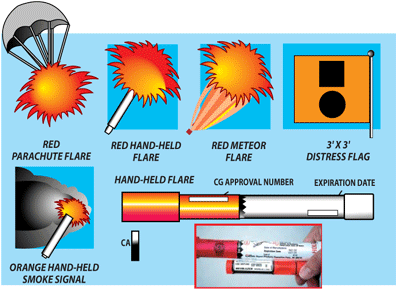 RED
PARACHUTE FLARE
RED HAND-HELD
FLARE
RED METEOR
FLARE
3' X 3'
DISTRESS FLAG
HAND-HELD FLARE
CG APPROVAL NUMBER
EXPIRATION DATE
CA
ORANGE HAND-HELD
SMOKE SIGNAL